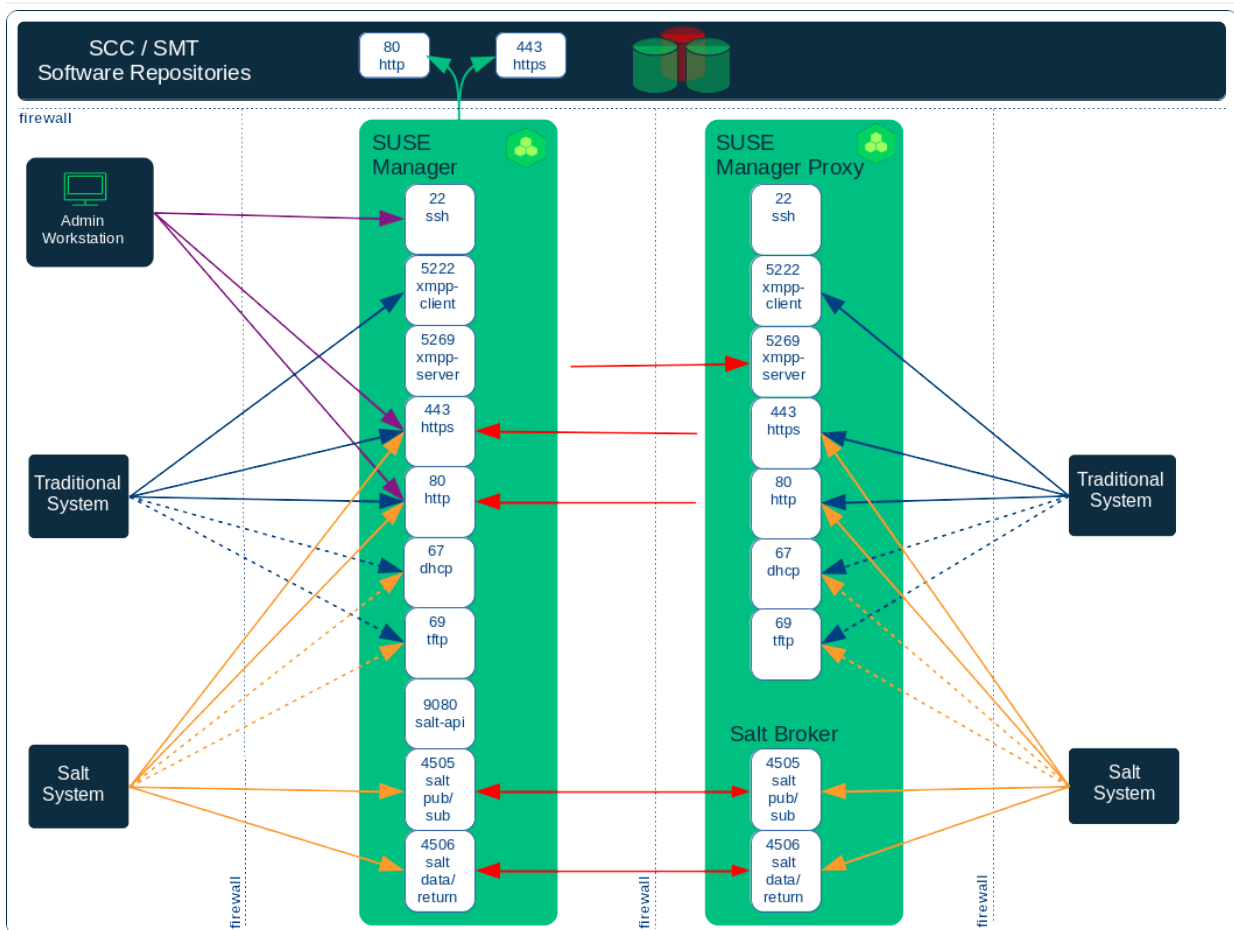 SCC / SMT
Software Repositories
80
http
443
https
firewall
SUSE
Manager
SUSE
Manager Proxy
Admin
Workstation
22
ssh
5222
xmpp-
client
5269
xmpp-
server
443
https
80
http
67
dhcp
69
tftp
9080
salt-api
4505
salt
pub/
sub
4506
salt
data/
return
22
ssh
5222
xmpp-
client
5269
xmpp-
server
443
https
80
http
67
dhcp
69
tftp
Salt Broker
4505
salt
pub/
sub
4506
salt
data/
return
Traditional
System
Salt
System
Traditional
System
Salt
System
firewall
firewall
firewall